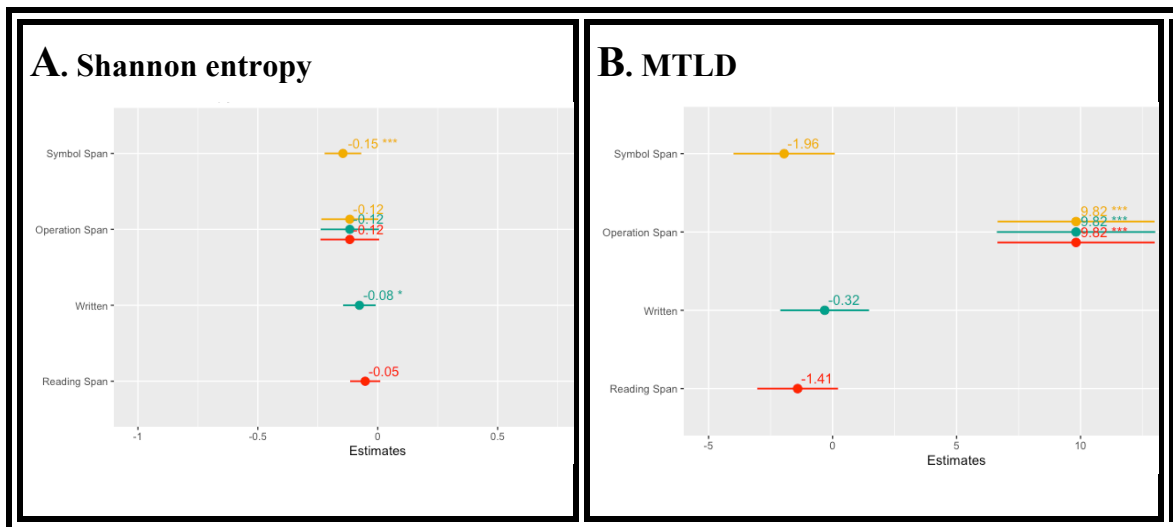 A. Shannon entropy
Symbol Span
-0.15 ***
Operation Span
-0.12
-0.12
-0.12
Written
-0.08 *
Reading Span
-0.05
-1
-0.5
0
0.5
Estimates
B. MTLD
Symbol Span
-1.96
Operation Span
9.82 ***
9.82 ***
9.82 ***
Written
-0.32
Reading Span
-1.41
-5
0
5
10
Estimates